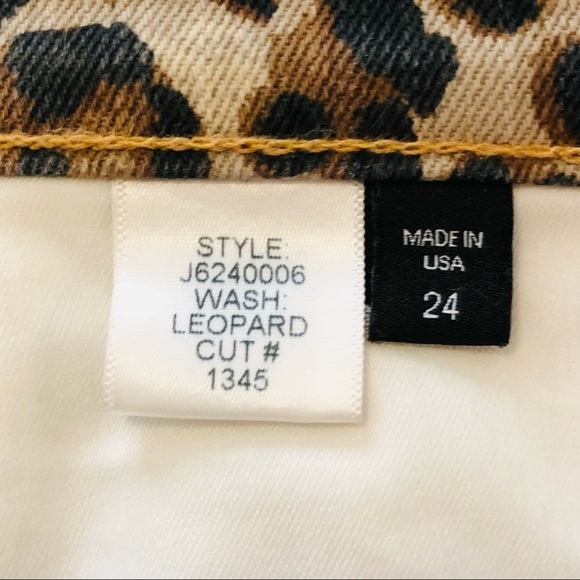 STYLE:
J6240006
WASH:
LEOPARD
CUT #
1345
MADE IN
USA
24